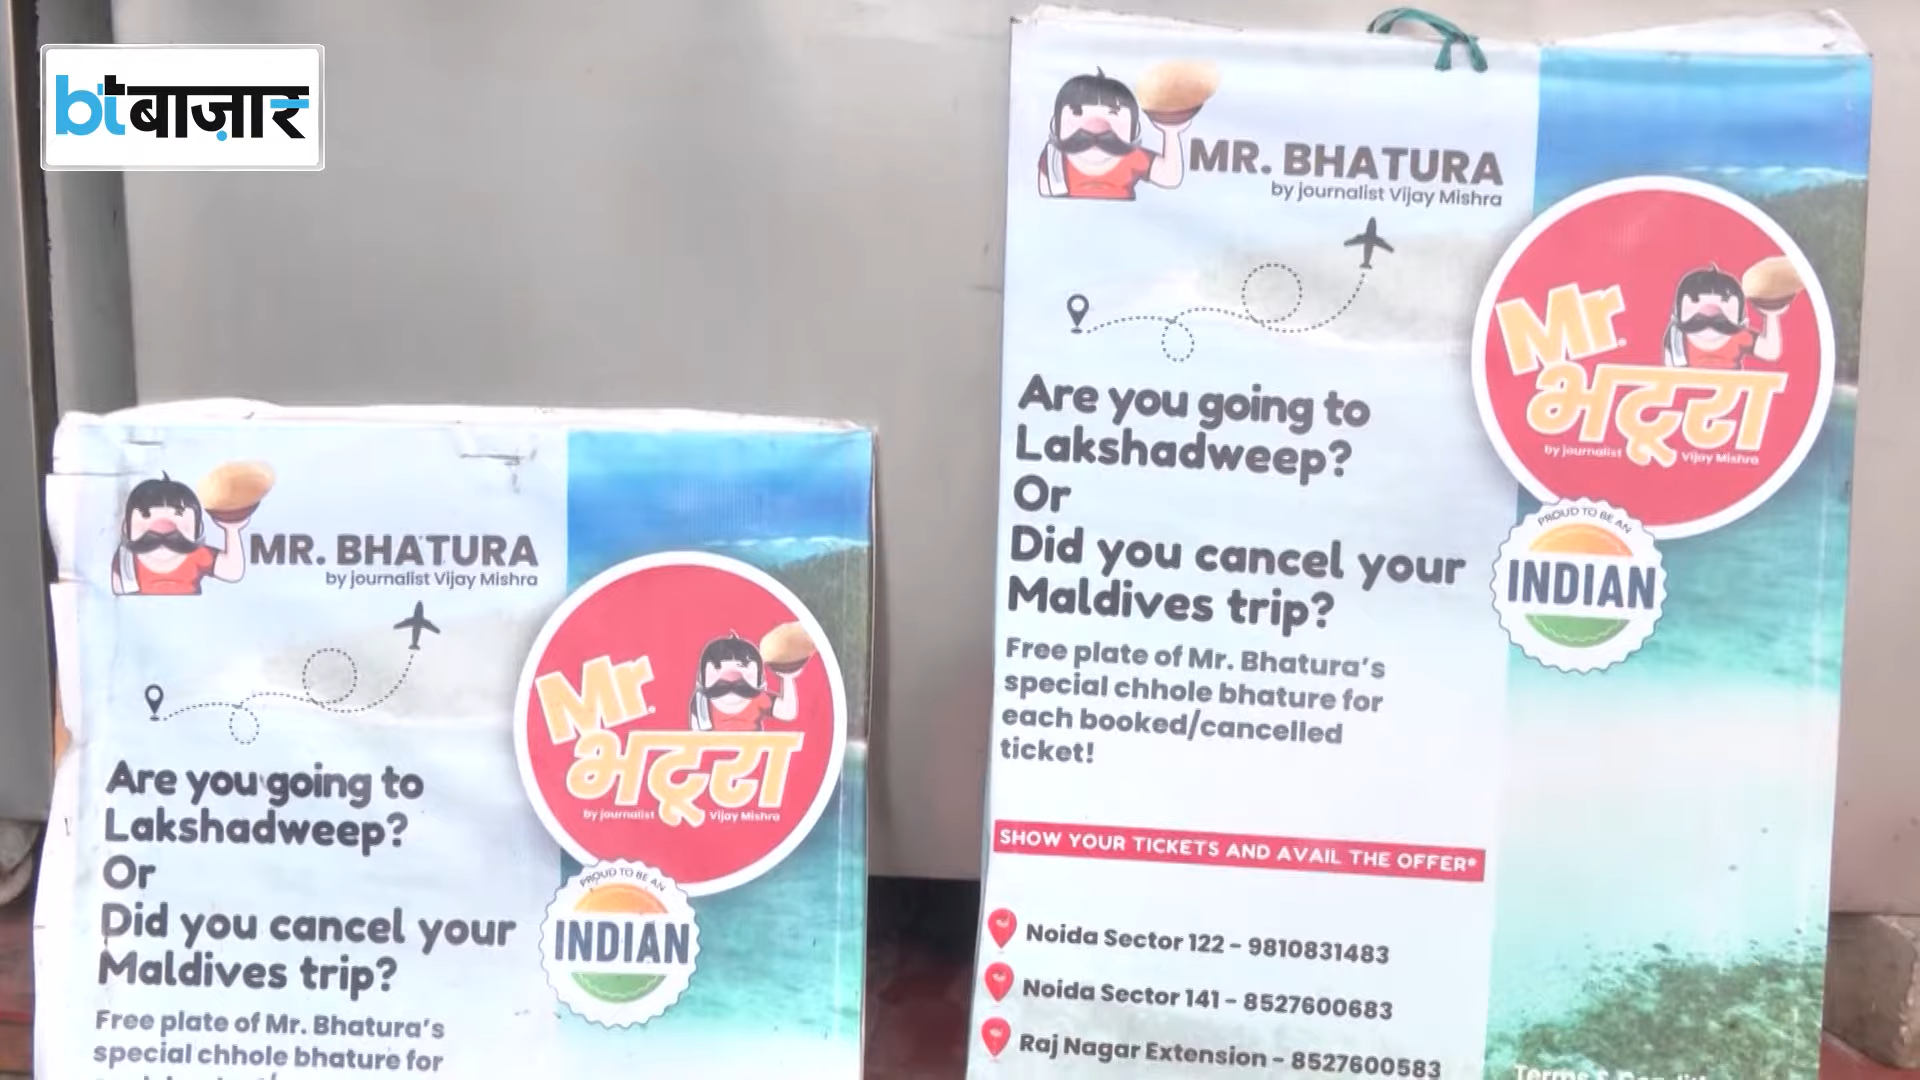 btबाज़ार
MR. BHATURA
by journalist Vijay Mishra
Mr.
भटूरा
by journalist Vijay Mishra
PROUD TO BE AN
INDIAN
Are you going to
Lakshadweep?
Or
Did you cancel your
Maldives trip?
Free plate of Mr. Bhatura's
special chhole bhature for
MR. BHATURA
by journalist Vijay Mishra
Mr.
भटूरा
by journalist Vijay Mishra
PROUD TO BE AN
INDIAN
Are you going to
Lakshadweep?
Or
Did you cancel your
Maldives trip?
Free plate of Mr. Bhatura's
special chhole bhature for
each booked/cancelled
ticket!
SHOW YOUR TICKETS AND AVAIL THE OFFER*
Noida Sector 122 - 9810831483
Noida Sector 141 - 8527600683
Raj Nagar Extension - 8527600583
Terms &